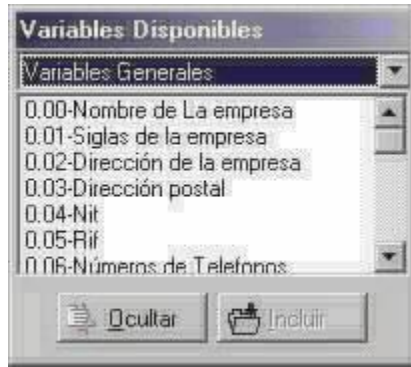 Variables Disponibles
Variables Generales
0.00-Nombre de La empresa
0.01-Siglas de la empresa
0.02-Dirección de la empresa
0.03-Dirección postal
0.04-Nit
0.05-Rif
0.06-Números de Telefonos
Ocultar
Incluir